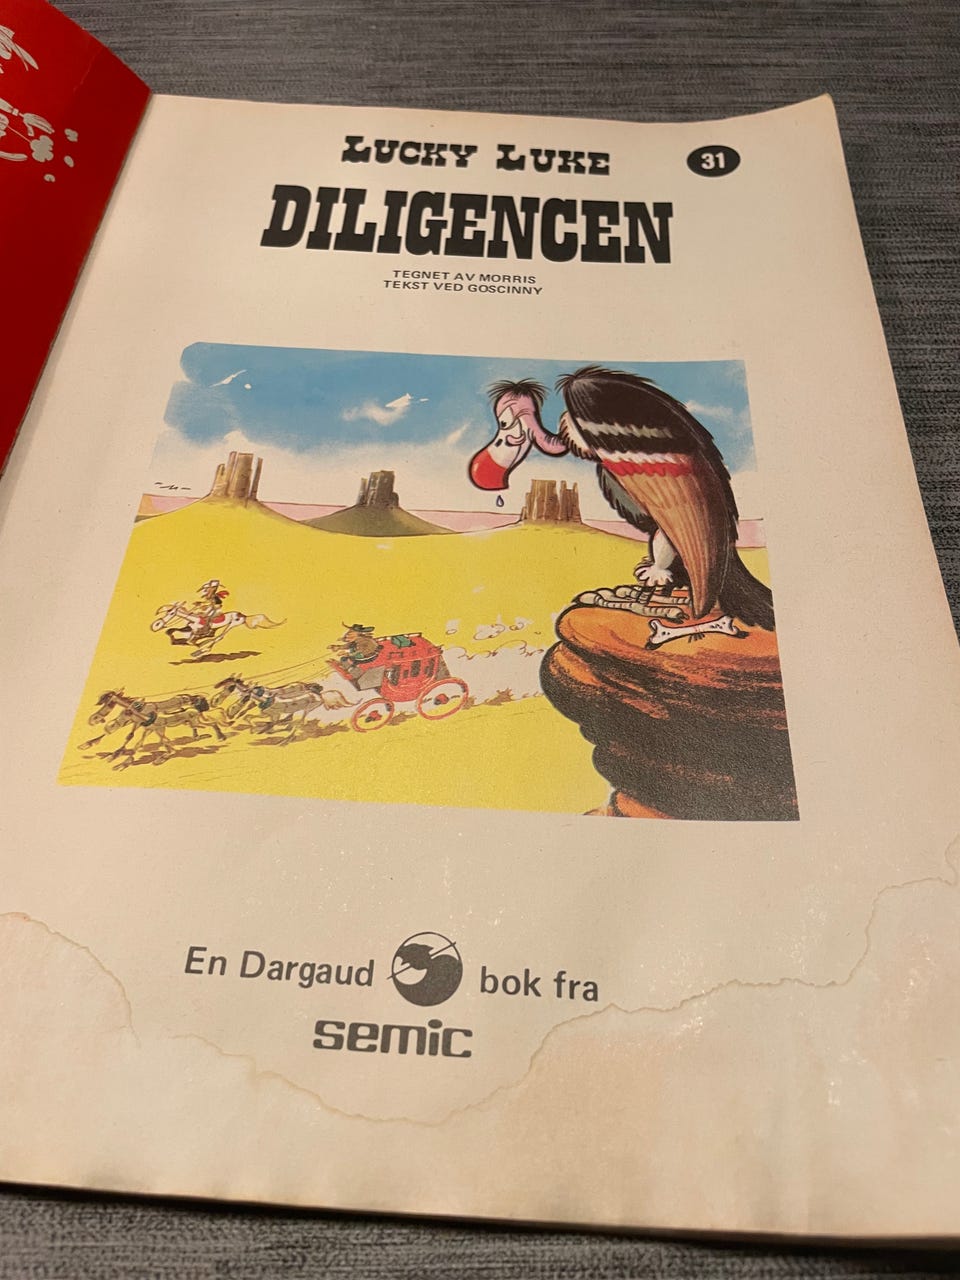 LUCKY LUKE
31
DILIGENCEN
TEGNET AV MORRIS
TEKST VED GOSCINNY
En Dargaud bok fra
semic